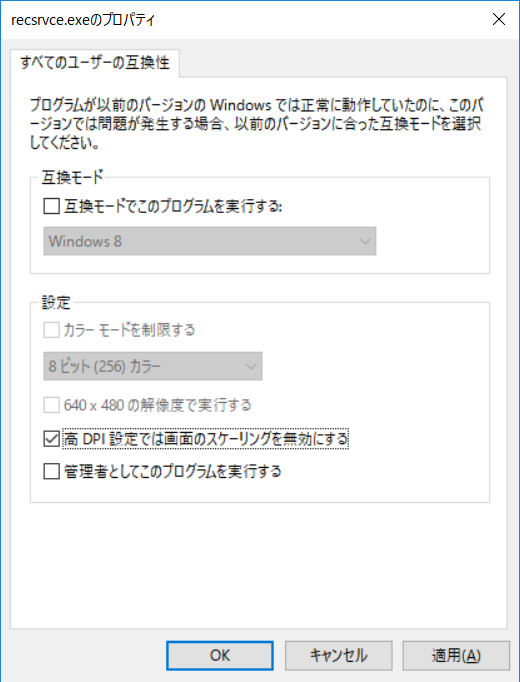 recsrvce.exeのプロパティ
すべてのユーザーの互換性
プログラムが以前のバージョンの Windows では正常に動作していたのに、このバ
ージョンでは問題が発生する場合、以前のバージョンに合った互換モードを選択
してください。
互換モード
互換モードでこのプログラムを実行する:
Windows 8
設定
カラー モードを制限する
8 ビット (256) カラー
640 x 480 の解像度で実行する
高 DPI 設定では画面のスケーリングを無効にする
管理者としてこのプログラムを実行する
OK
キャンセル
適用(A)